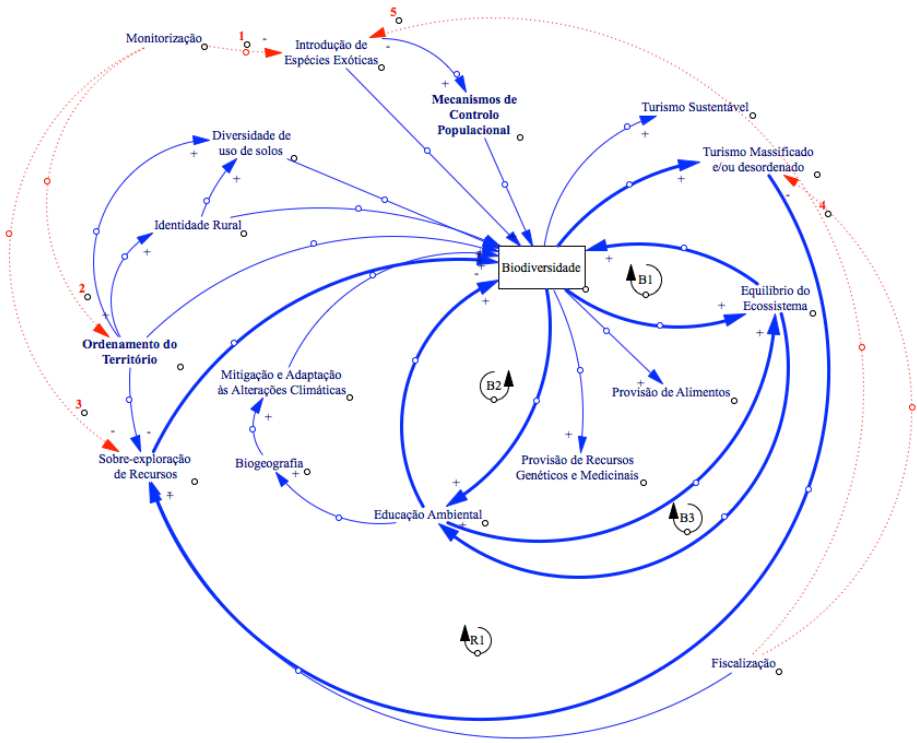 5
Monitorização
1
-
Introdução de
Espécies Exóticas
-
+
Mecanismos de
Controlo
Populacional
Turismo Sustentável
+
Diversidade de
uso de solos
+
+
Turismo Massificado
e/ou desordenado
+
-
4
Identidade Rural
+
Biodiversidade
+
-
+
+
B1
Equilíbrio do
Ecossistema
+
+
2
+
Ordenamento do
Território
Mitigação e Adaptação
às Alterações Climáticas
+
B2
+
Provisão de Alimentos
3
-
-
Sobre-exploração
de Recursos
+
Biogeografia
+
+
Provisão de Recursos
Genéticos e Medicinais
+
Educação Ambiental
+
B3
R1
Fiscalização